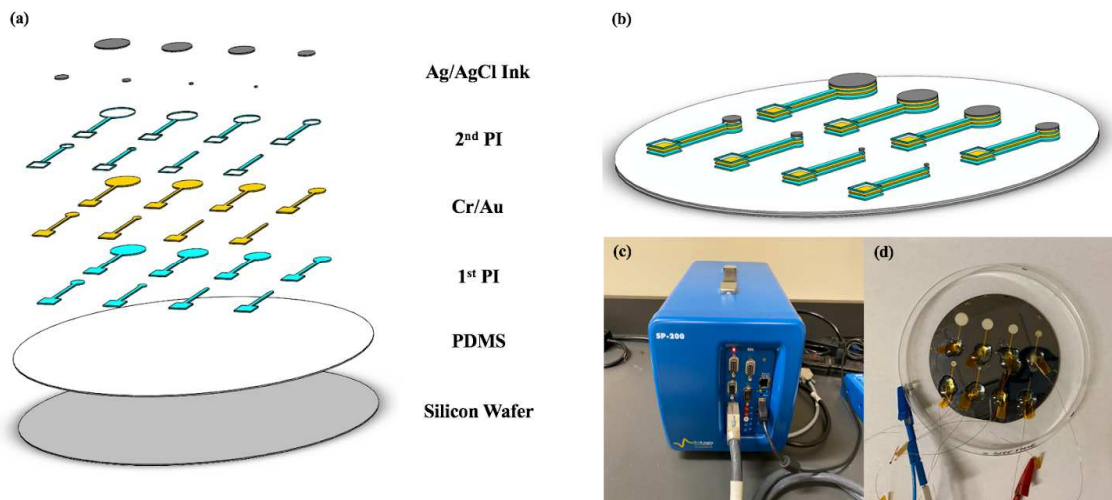 (a)
Ag/AgCl Ink
2nd PI
Cr/Au
1st PI
PDMS
Silicon Wafer
(b)
(c)
SP-200
(d)